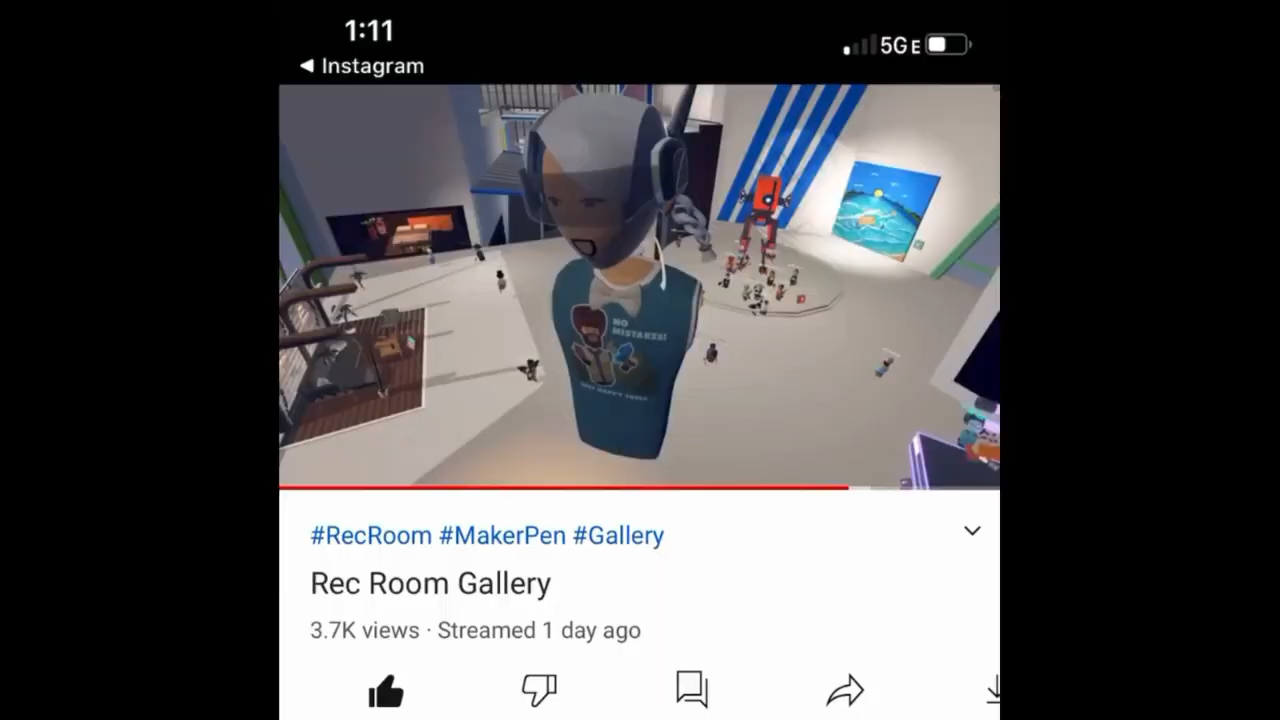 1:11
5G E
◀ Instagram
NO
MISTAKES!
#RecRoom #MakerPen #Gallery
Rec Room Gallery
3.7K views · Streamed 1 day ago